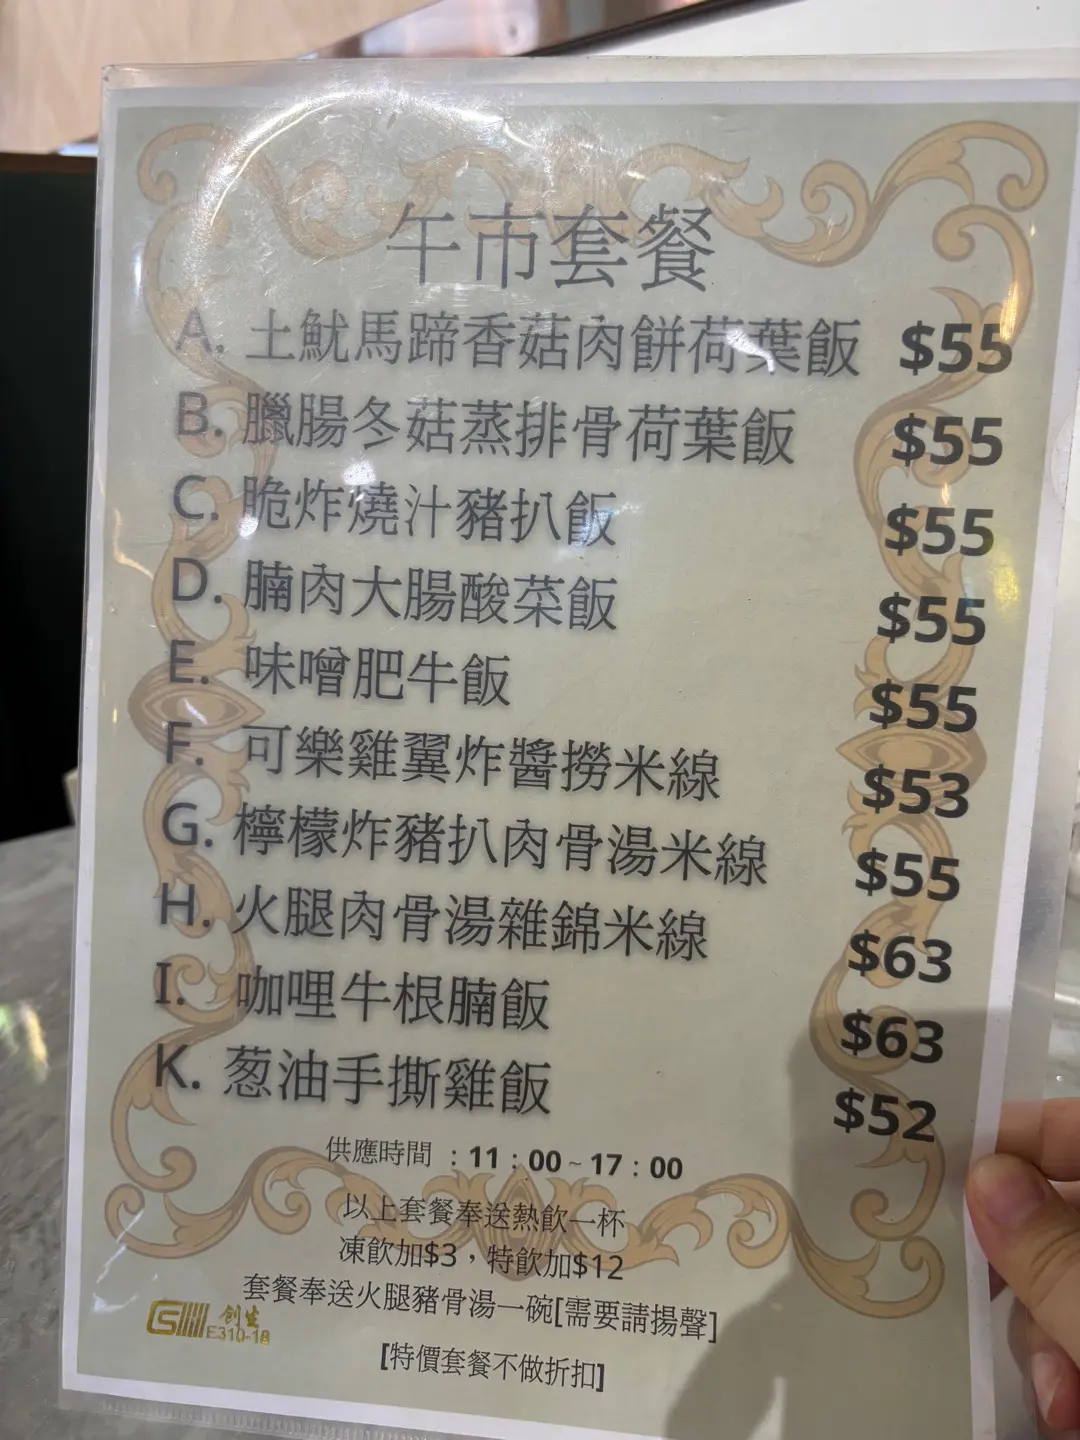 午市套餐
A. 土魷馬蹄香菇肉餅荷葉飯 $55
B. 臘腸冬菇蒸排骨荷葉飯 $55
C. 脆炸燒汁豬扒飯 $55
D. 腩肉大腸酸菜飯 $55
E. 味噌肥牛飯 $55
F. 可樂雞翼炸醬撈米線 $53
G. 檸檬炸豬扒肉骨湯米線 $55
H. 火腿肉骨湯雜錦米線 $63
I. 咖哩牛根腩飯 $63
K. 葱油手撕雞飯 $52
供應時間 : 11 : 00 ~ 17 : 00
以上套餐奉送熱飲一杯
凍飲加$3，特飲加$12
套餐奉送火腿豬骨湯一碗[需要請揚聲]
[特價套餐不做折扣]
創生
E310-18